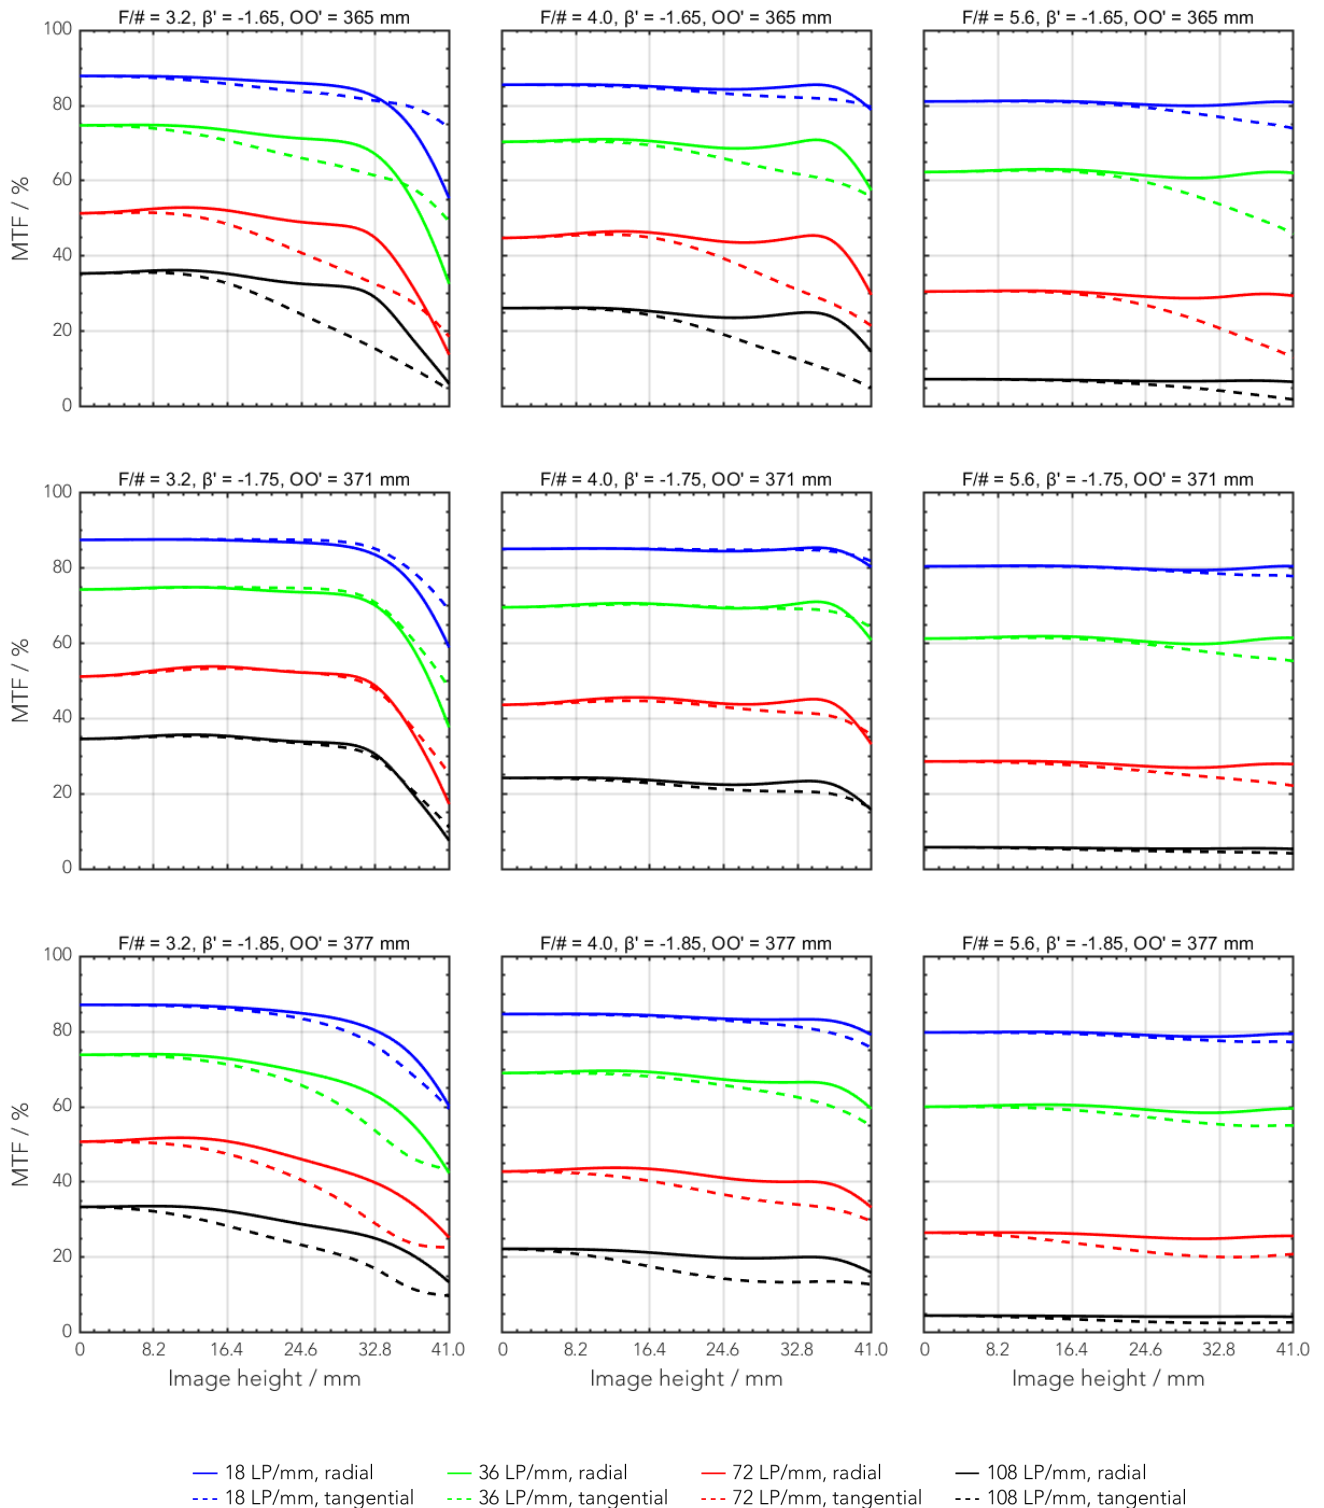 F/# = 3.2, β' = -1.65, OO' = 365 mm
F/# = 4.0, β' = -1.65, OO' = 365 mm
F/# = 5.6, β' = -1.65, OO' = 365 mm
100
80
60
40
20
0
MTF / %
F/# = 3.2, β' = -1.75, OO' = 371 mm
F/# = 4.0, β' = -1.75, OO' = 371 mm
F/# = 5.6, β' = -1.75, OO' = 371 mm
100
80
60
40
20
0
MTF / %
F/# = 3.2, β' = -1.85, OO' = 377 mm
F/# = 4.0, β' = -1.85, OO' = 377 mm
F/# = 5.6, β' = -1.85, OO' = 377 mm
100
80
60
40
20
0
MTF / %
0 8.2 16.4 24.6 32.8 41.0
0 8.2 16.4 24.6 32.8 41.0
0 8.2 16.4 24.6 32.8 41.0
Image height / mm
Image height / mm
Image height / mm
18 LP/mm, radial
36 LP/mm, radial
72 LP/mm, radial
108 LP/mm, radial
18 LP/mm, tangential
36 LP/mm, tangential
72 LP/mm, tangential
108 LP/mm, tangential